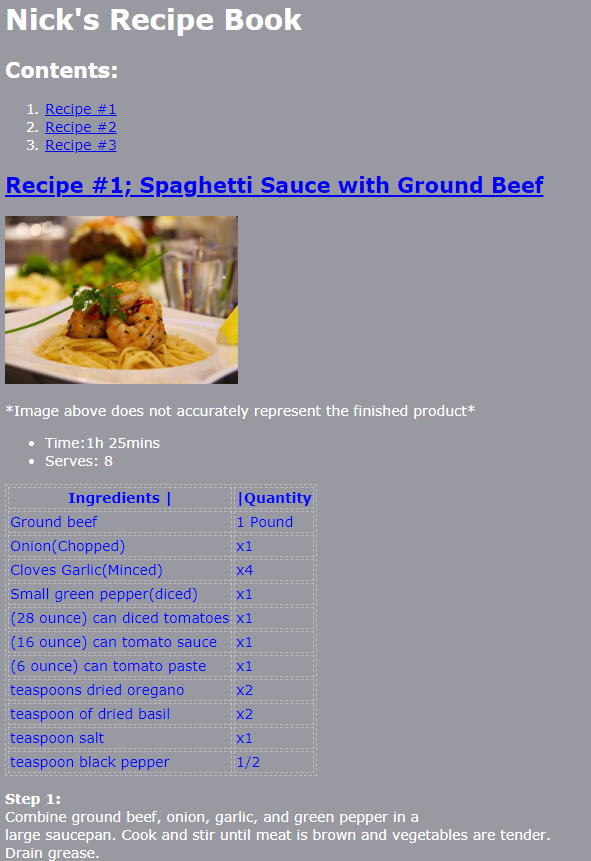 Nick's Recipe Book
Contents:
1. Recipe #1
2. Recipe #2
3. Recipe #3
Recipe #1; Spaghetti Sauce with Ground Beef
*Image above does not accurately represent the finished product*
• Time:1h 25mins
• Serves: 8
Ingredients | |Quantity
Ground beef 1 Pound
Onion(Chopped) x1
Cloves Garlic(Minced) x4
Small green pepper(diced) x1
(28 ounce) can diced tomatoes x1
(16 ounce) can tomato sauce x1
(6 ounce) can tomato paste x1
teaspoons dried oregano x2
teaspoon of dried basil x2
teaspoon salt x1
teaspoon black pepper 1/2
Step 1:
Combine ground beef, onion, garlic, and green pepper in a
large saucepan. Cook and stir until meat is brown and vegetables are tender.
Drain grease.